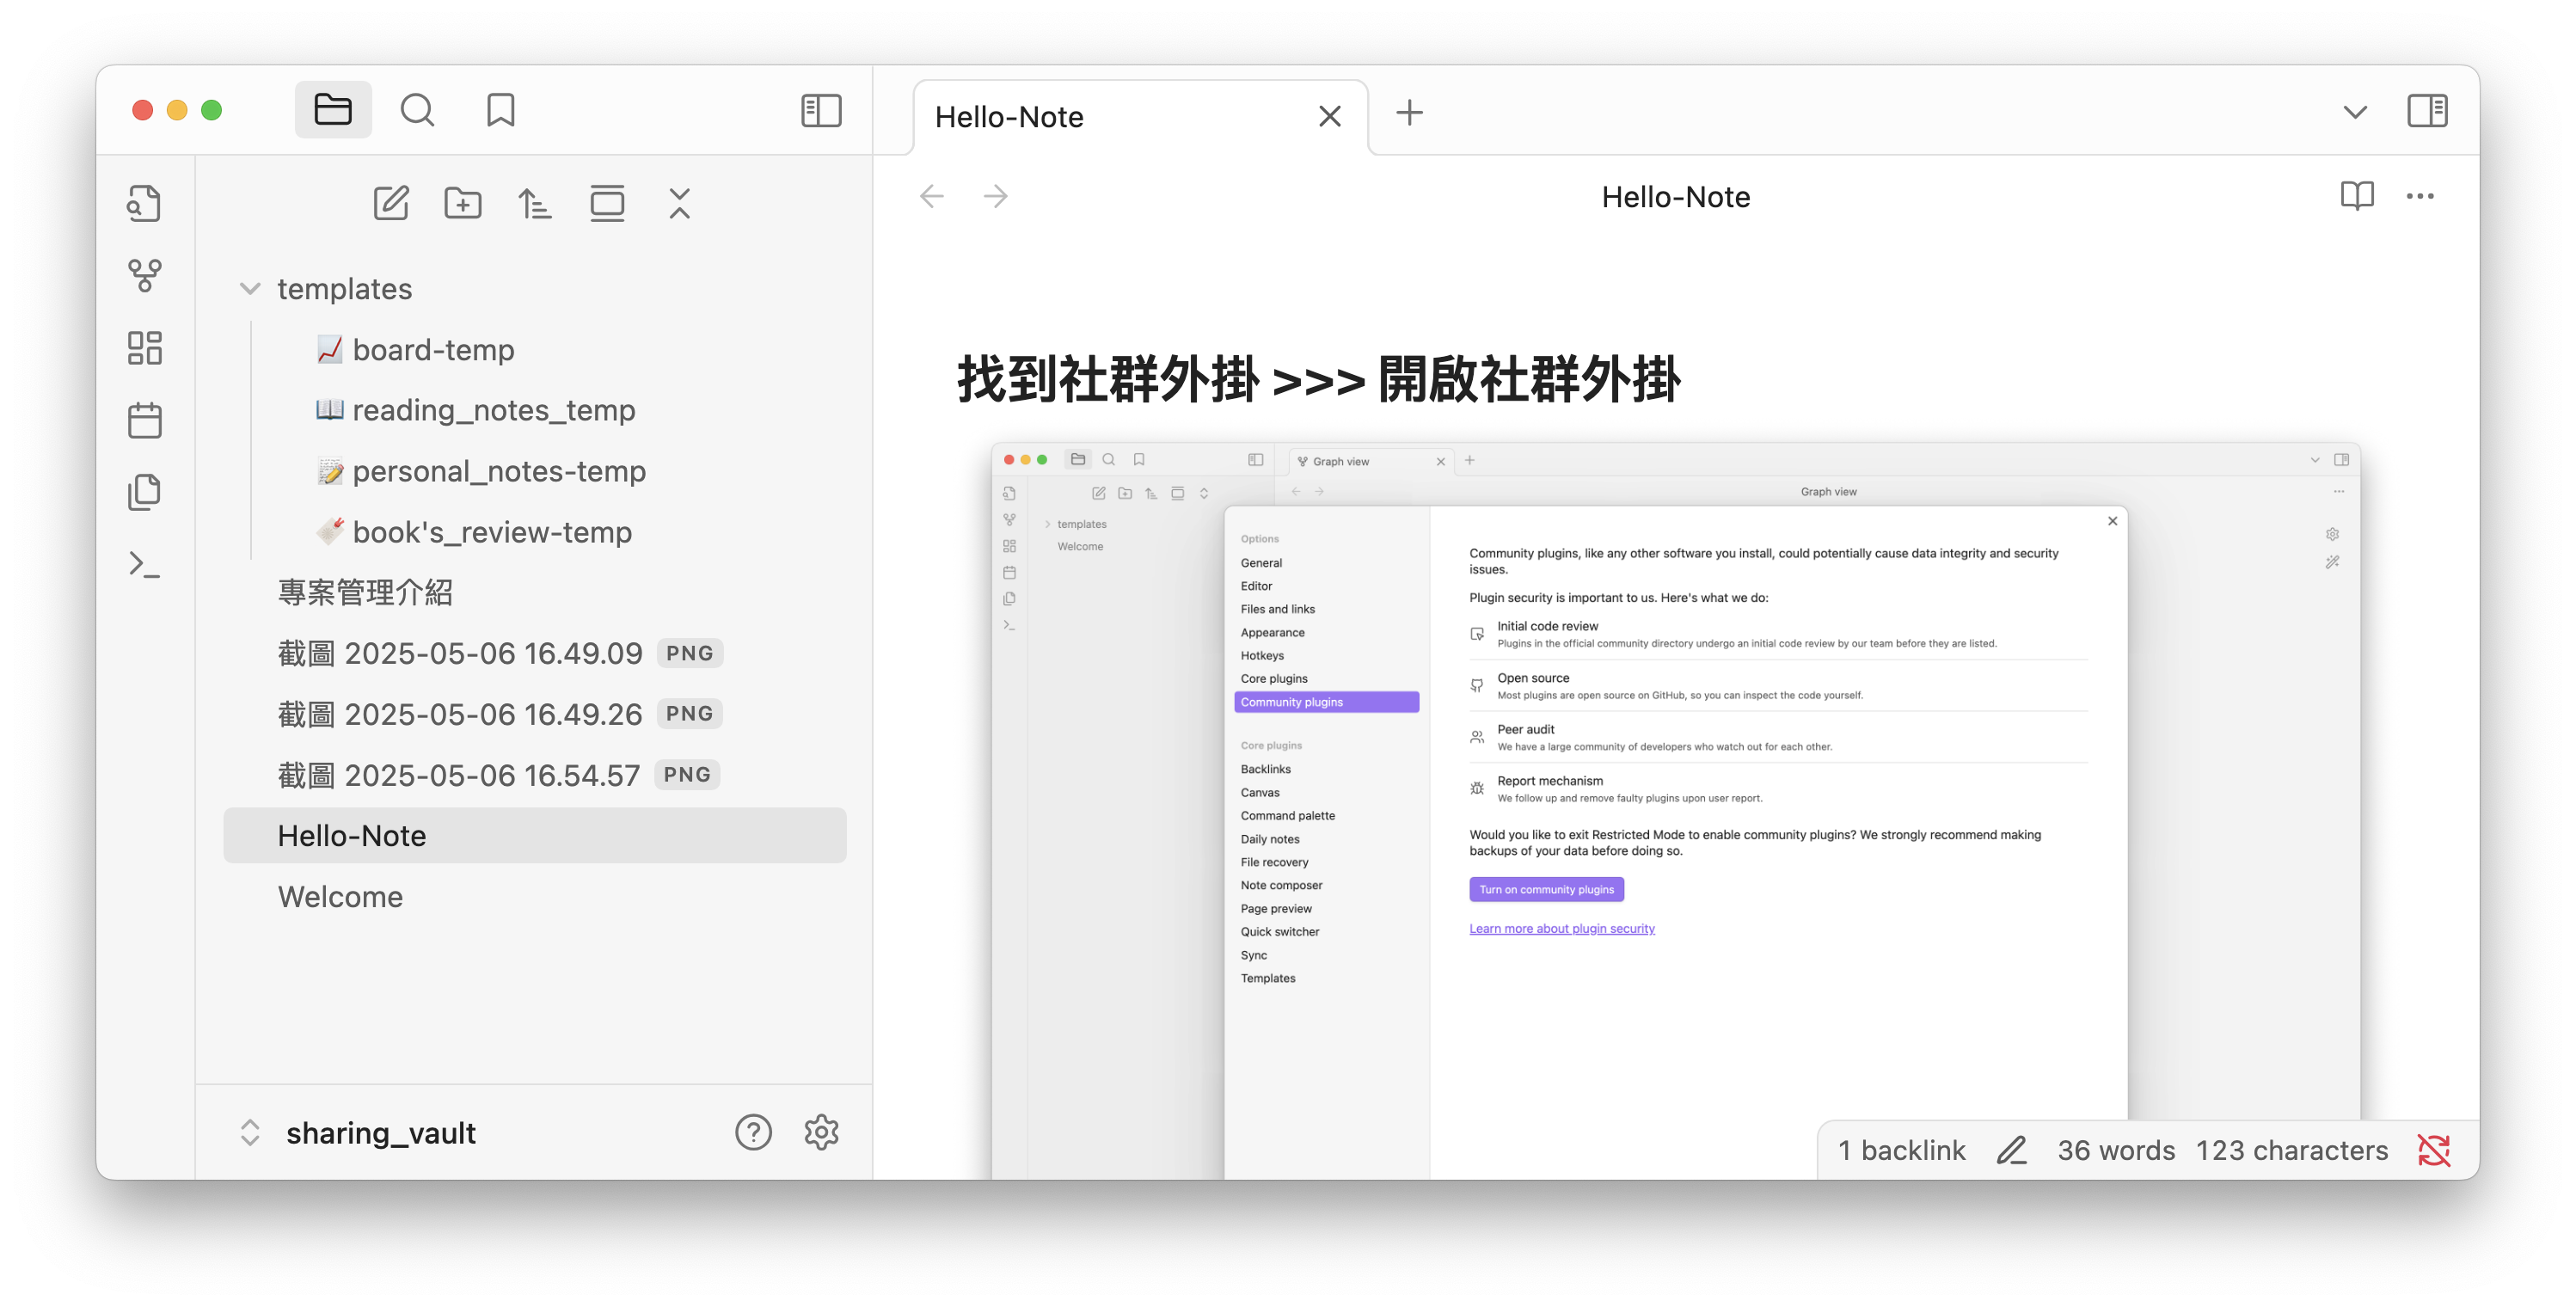 Hello-Note
Hello-Note
templates
board-temp
reading_notes_temp
personal_notes-temp
book's_review-temp
專案管理介紹
截圖 2025-05-06 16.49.09 PNG
截圖 2025-05-06 16.49.26 PNG
截圖 2025-05-06 16.54.57 PNG
Hello-Note
Welcome
sharing_vault
找到社群外掛 >>> 開啟社群外掛
Graph view
Graph view
templates
Welcome
Options
General
Editor
Files and links
Appearance
Hotkeys
Core plugins
Community plugins
Core plugins
Backlinks
Canvas
Command palette
Daily notes
File recovery
Note composer
Page preview
Quick switcher
Sync
Templates
Community plugins, like any other software you install, could potentially cause data integrity and security
issues.
Plugin security is important to us. Here's what we do:
Initial code review
Plugins in the official community directory undergo an initial code review by our team before they are listed.
Open source
Most plugins are open source on GitHub, so you can inspect the code yourself.
Peer audit
We have a large community of developers who watch out for each other.
Report mechanism
We follow up and remove faulty plugins upon user report.
Would you like to exit Restricted Mode to enable community plugins? We strongly recommend making
backups of your data before doing so.
Turn on community plugins
Learn more about plugin security
1 backlink 36 words 123 characters